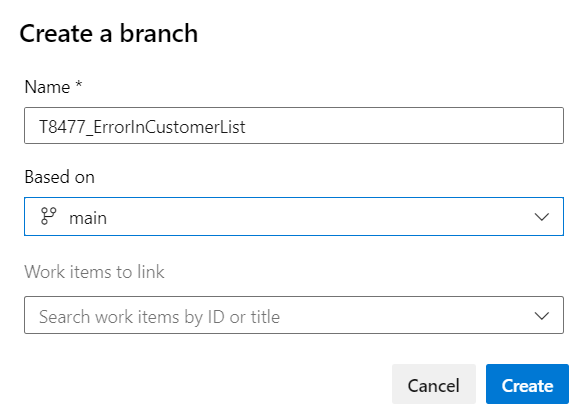 Create a branch
Name *
T8477_ErrorInCustomerList
Based on
main
Work items to link
Search work items by ID or title
Cancel
Create